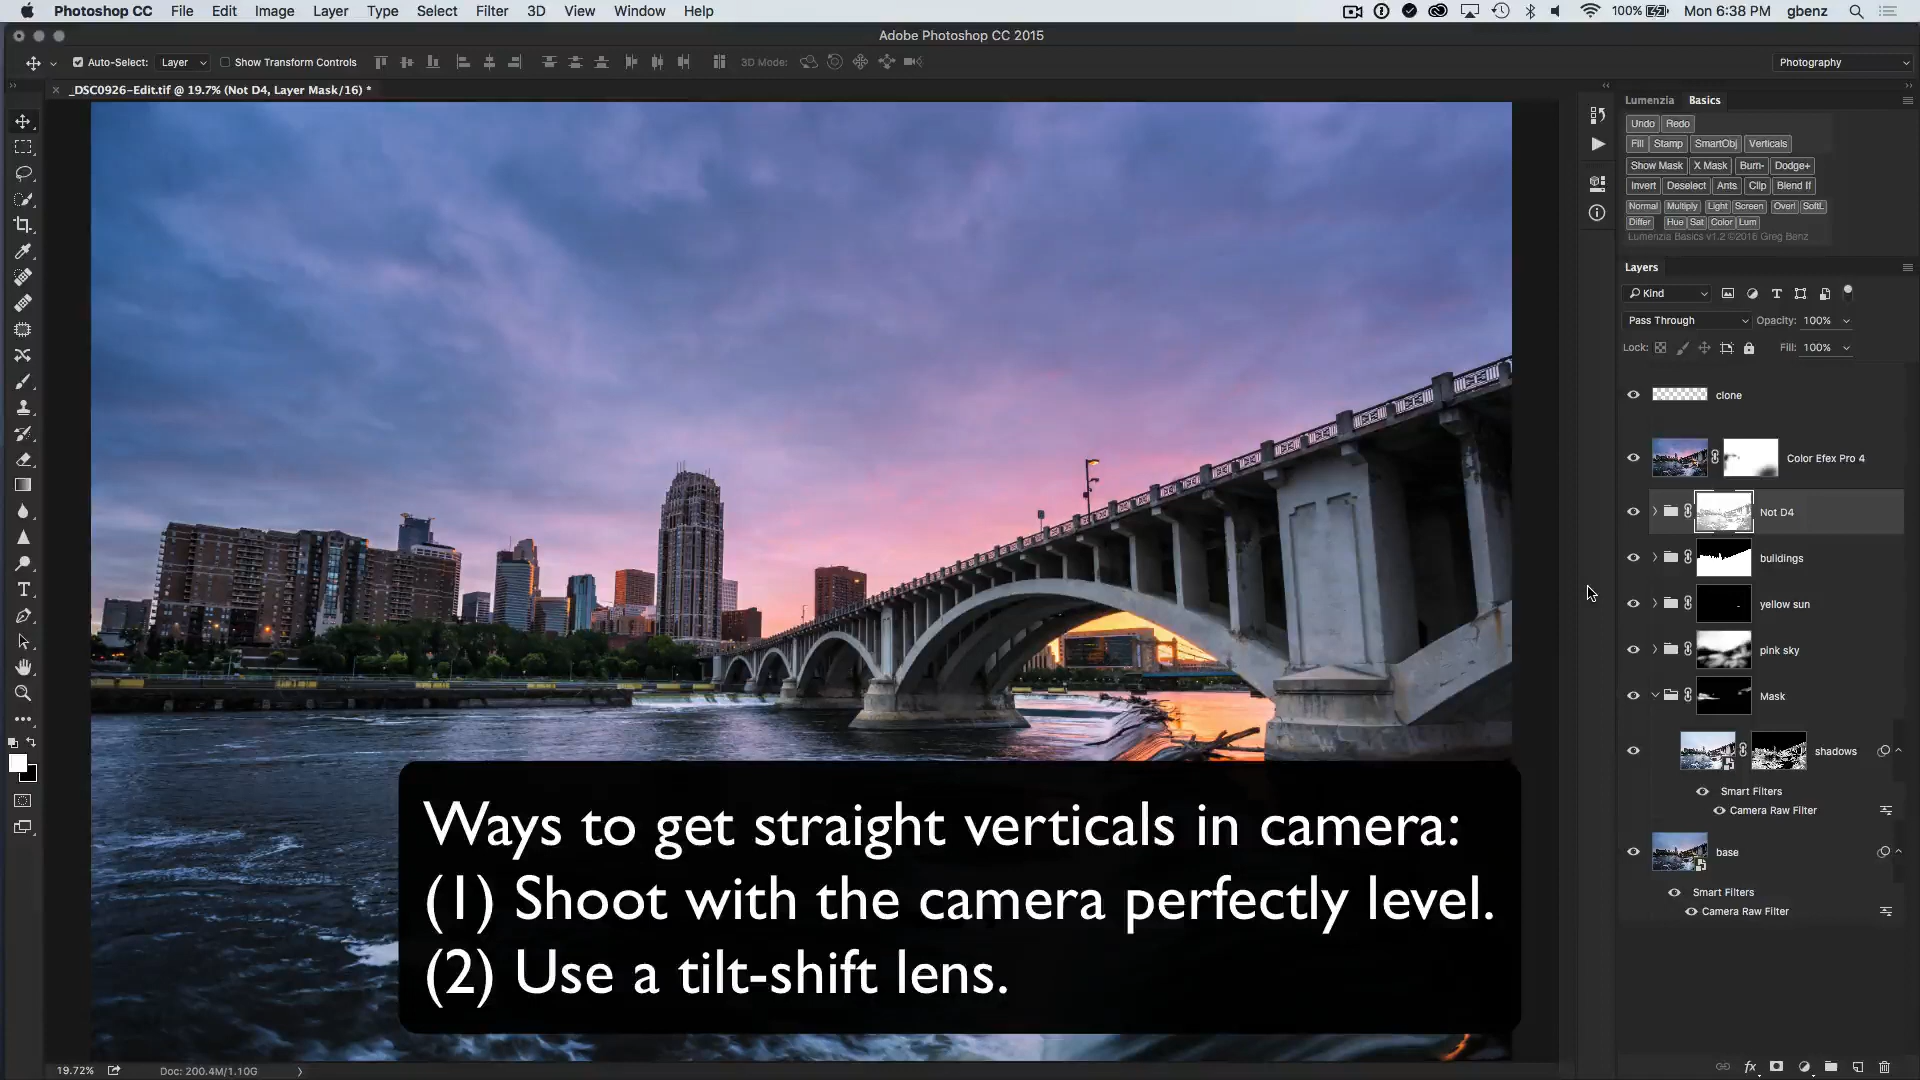 Photoshop CC File Edit Image Layer Type Select Filter 3D View Window Help 100% Mon 6:38 PM gbenz
Adobe Photoshop CC 2015
Auto-Select: Layer Show Transform Controls 3D Mode: Photography
_DSC0926-Edit.tif @ 19.7% (Not D4, Layer Mask/16) *
Lumenzia Basics
Undo Redo
Fill Stamp SmartObj Verticals
Show Mask X Mask Burn- Dodge+
Invert Deselect Ants Clip Blend If
Normal Multiply Light Screen Overl SoftL
Differ Hue Sat Color Lum
Lumenzia Basics v1.2 ©2016 Greg Benz
Layers
Kind
Pass Through Opacity: 100%
Lock: Fill: 100%
clone
Color Efex Pro 4
Not D4
buildings
yellow sun
pink sky
Mask
shadows
Smart Filters
Camera Raw Filter
base
Smart Filters
Camera Raw Filter
Ways to get straight verticals in camera:
(1) Shoot with the camera perfectly level.
(2) Use a tilt-shift lens.
19.72% Doc: 200.4M/1.10G
fx